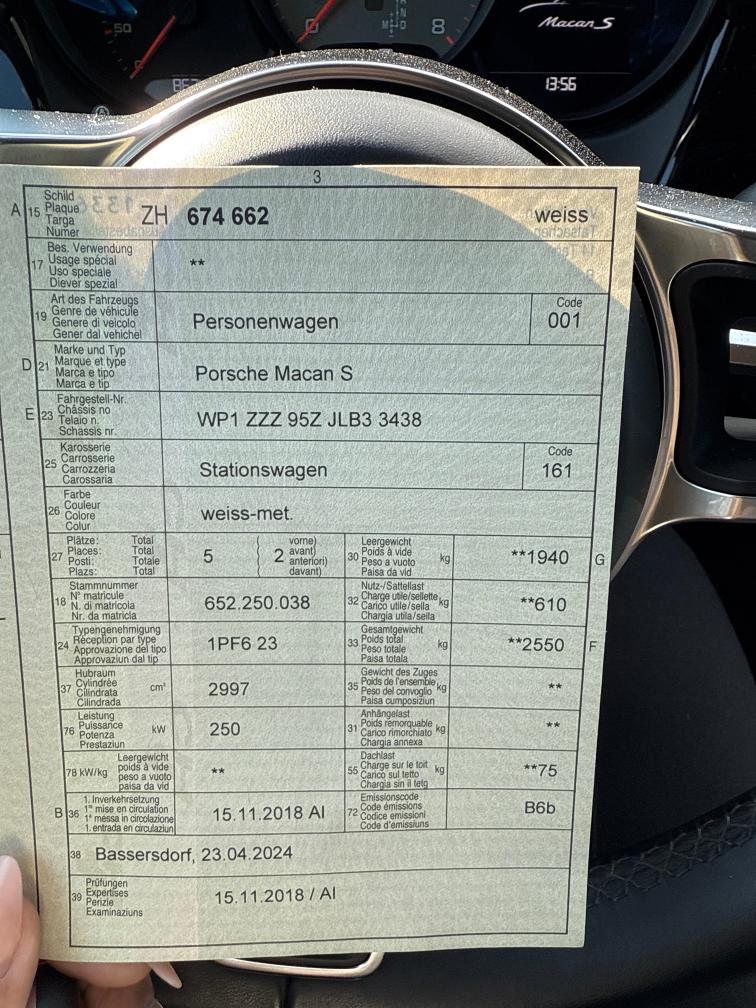 50
8
Macan S
13:56
3
A 15 Schild
Plaque
Targa
Numer
ZH 674 662 weiss
17 Bes. Verwendung
Usage spécial
Uso speciale
Diever spezial
**
19 Art des Fahrzeugs
Genre de véhicule
Genere di veicolo
Gener dal vehichel
Personenwagen
Code
001
D 21 Marke und Typ
Marque et type
Marca e tipo
Marca e tip
Porsche Macan S
E 23 Fahrgestell-Nr.
Châssis no
Telaio n.
Schassis nr.
WP1 ZZZ 95Z JLB3 3438
25 Karosserie
Carrosserie
Carrozzeria
Carossaria
Stationswagen
Code
161
26 Farbe
Couleur
Colore
Colur
weiss-met.
27 Plätze: Total
Places: Total
Posti: Totale
Plazs: Total
5 ( 2 vorne)
avant)
anteriori)
davant)
30 Leergewicht
Poids à vide
Peso a vuoto
Paisa da vid
kg
**1940 G
18 Stammnummer
N° matricule
N. di matricola
Nr. da matricla
652.250.038
32 Nutz-/Sattellast
Charge utile/sellette
Carico utile/sella
Chargia utila/sella
kg
**610
24 Typengenehmigung
Réception par type
Approvazione del tipo
Approvaziun dal tip
1PF6 23
33 Gesamtgewicht
Poids total
Peso totale
Paisa totala
kg
**2550 F
37 Hubraum
Cylindrée
Cilindrata
Cilindrada
cm³
2997
35 Gewicht des Zuges
Poids de l'ensemble
Peso del convoglio
Paisa cumposiziun
kg
**
76 Leistung
Puissance
Potenza
Prestaziun
kW
250
31 Anhängelast
Poids remorquable
Carico rimorchiato
Chargia annexa
kg
**
78 kW/kg Leergewicht
poids à vide
peso a vuoto
paisa da vid
**
55 Dachlast
Charge sur le toit
Carico sul tetto
Chargia sin il tetg
kg
**75
B 36 1. Inverkehrsetzung
1re mise en circulation
1a messa in circolazione
1. entrada en circulaziun
15.11.2018 AI
72 Emissionscode
Code émissions
Codice emissioni
Code d'emissiuns
B6b
38 Bassersdorf, 23.04.2024
39 Prüfungen
Expertises
Perizie
Examinaziuns
15.11.2018 / AI